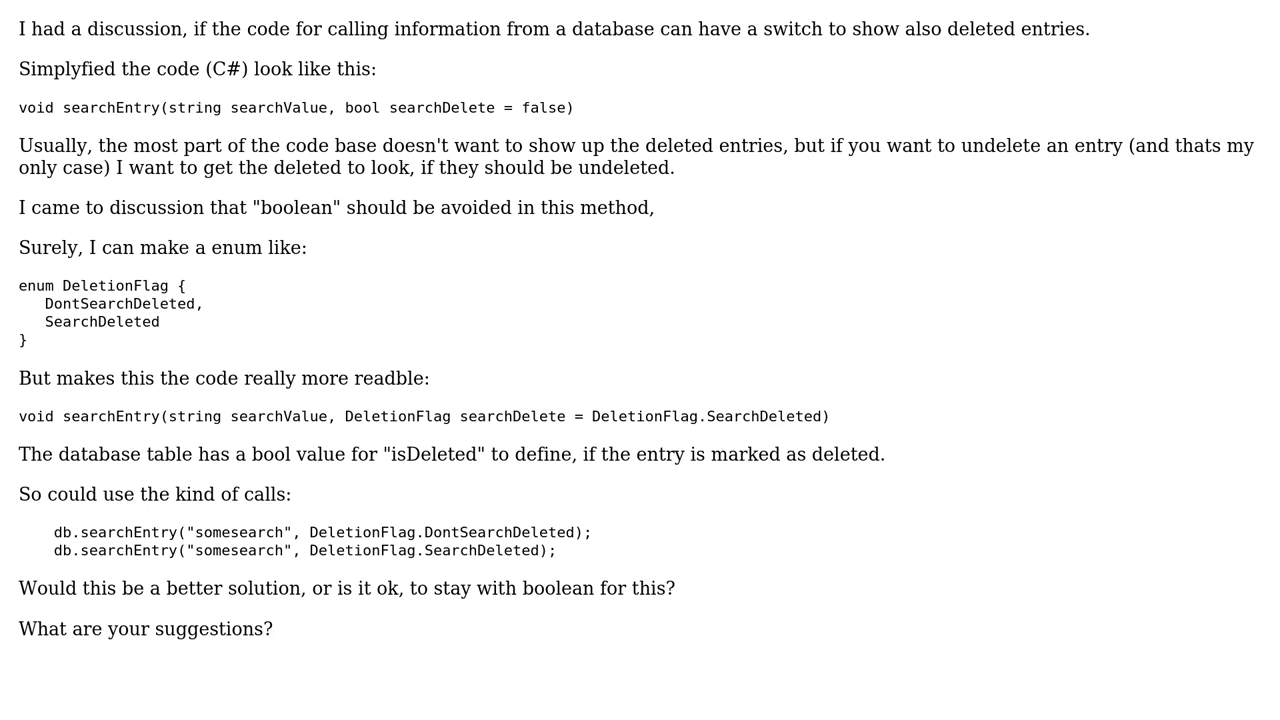 I had a discussion, if the code for calling information from a database can have a switch to show also deleted entries.
Simplyfied the code (C#) look like this:
void searchEntry(string searchValue, bool searchDelete = false)
Usually, the most part of the code base doesn't want to show up the deleted entries, but if you want to undelete an entry (and thats my
only case) I want to get the deleted to look, if they should be undeleted.
I came to discussion that "boolean" should be avoided in this method,
Surely, I can make a enum like:
enum DeletionFlag {
   DontSearchDeleted,
   SearchDeleted
}
But makes this the code really more readble:
void searchEntry(string searchValue, DeletionFlag searchDelete = DeletionFlag.SearchDeleted)
The database table has a bool value for "isDeleted" to define, if the entry is marked as deleted.
So could use the kind of calls:
    db.searchEntry("somesearch", DeletionFlag.DontSearchDeleted);
    db.searchEntry("somesearch", DeletionFlag.SearchDeleted);
Would this be a better solution, or is it ok, to stay with boolean for this?
What are your suggestions?